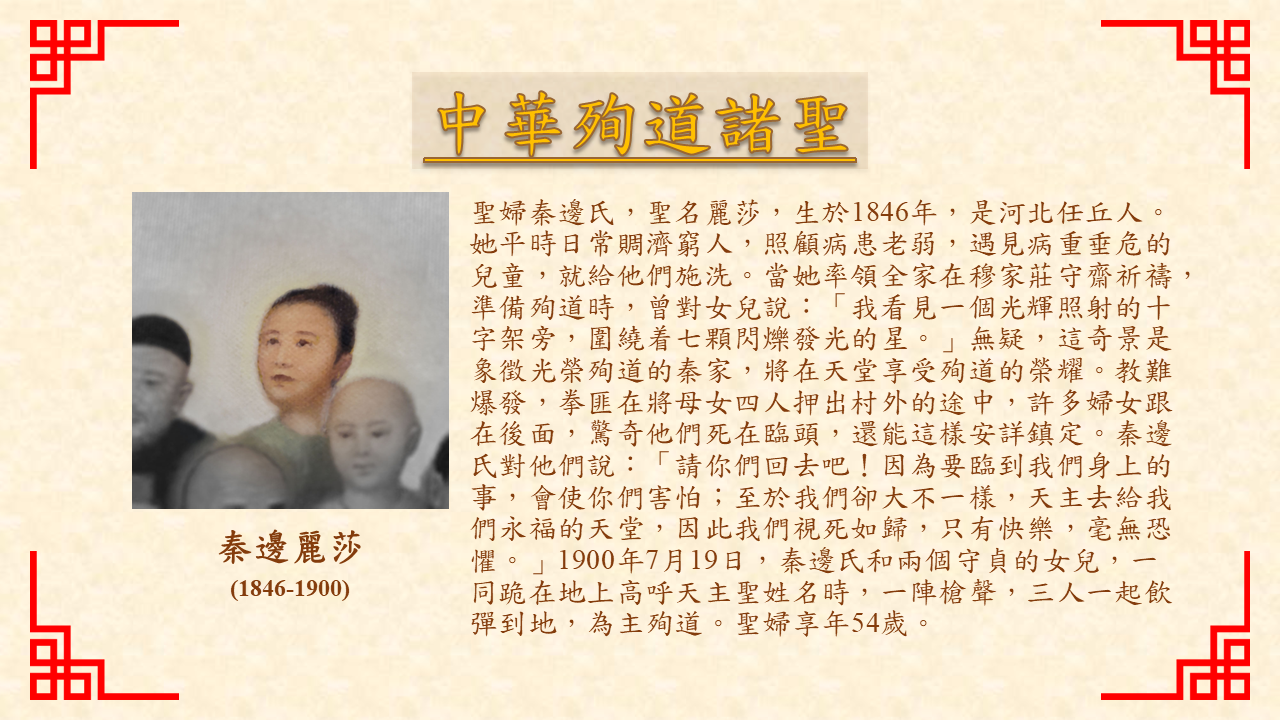 中華殉道諸聖
聖婦秦邊氏，聖名麗莎，生於1846年，是河北任丘人。
她平時日常賙濟窮人，照顧病患老弱，遇見病重垂危的
兒童，就給他們施洗。當她率領全家在穆家莊守齋祈禱，
準備殉道時，曾對女兒說：「我看見一個光輝照射的十
字架旁，圍繞着七顆閃爍發光的星。」無疑，這奇景是
象徵光榮殉道的秦家，將在天堂享受殉道的榮耀。教難
爆發，拳匪在將母女四人押出村外的途中，許多婦女跟
在後面，驚奇他們死在臨頭，還能這樣安詳鎮定。秦邊
氏對他們說：「請你們回去吧！因為要臨到我們身上的
事，會使你們害怕；至於我們卻大不一樣，天主去給我
們永福的天堂，因此我們視死如歸，只有快樂，毫無恐
懼。」1900年7月19日，秦邊氏和兩個守貞的女兒，一
同跪在地上高呼天主聖姓名時，一陣槍聲，三人一起飲
彈到地，為主殉道。聖婦享年54歲。
秦邊麗莎
(1846-1900)